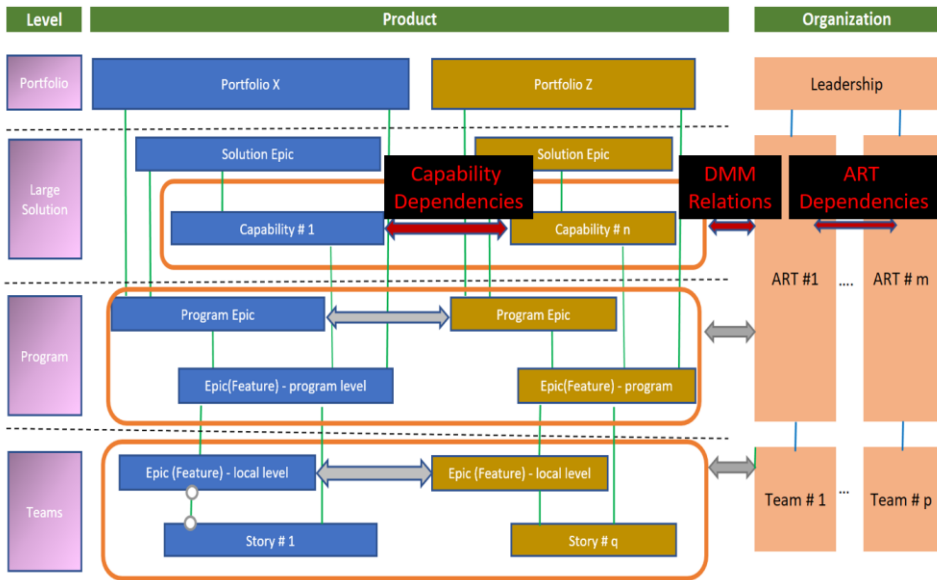 Level
Product
Organization
Portfolio
Portfolio X
Portfolio Z
Leadership
Large
Solution
Solution Epic
Solution Epic
Capability
Dependencies
DMM
Relations
ART
Dependencies
Capability # 1
Capability # n
ART #1
....
ART # m
Program
Program Epic
Program Epic
Epic(Feature) - program level
Epic(Feature) - program
Teams
Epic (Feature) - local level
Epic (Feature) - local level
Team # 1
...
Team # p
Story # 1
Story # q